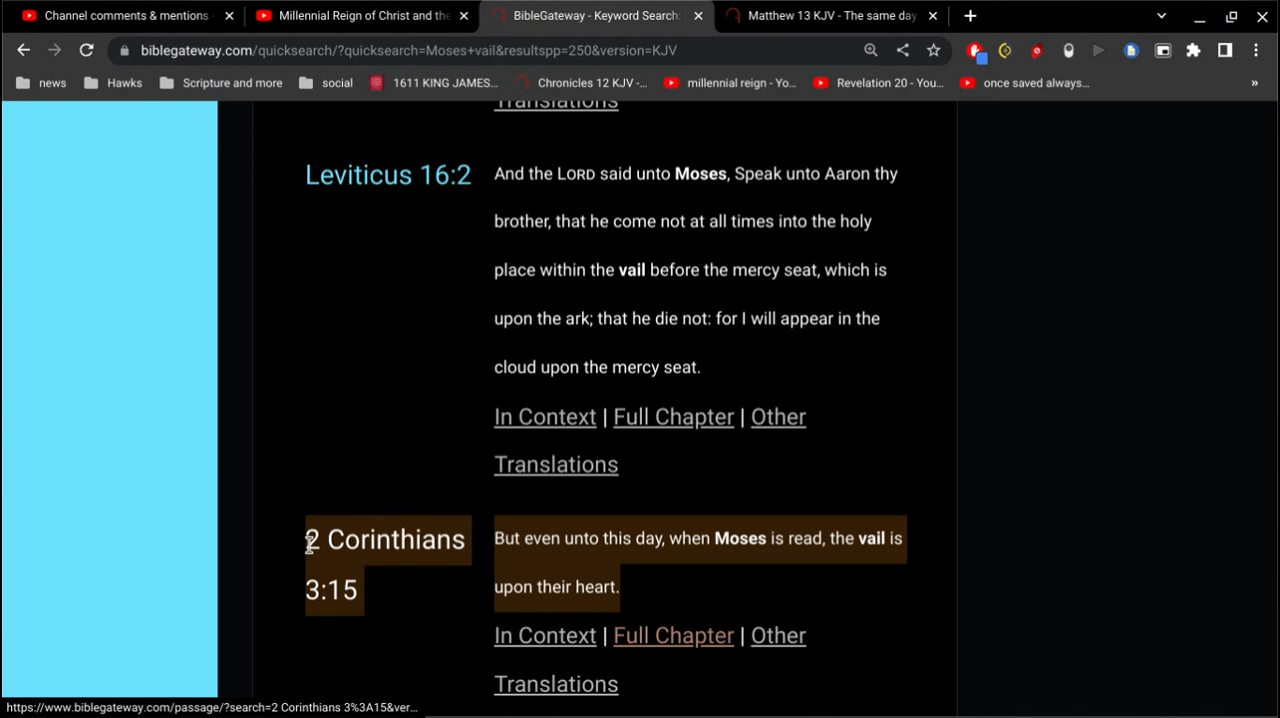 Channel comments & mentions
Millennial Reign of Christ and the
BibleGateway - Keyword Search:
Matthew 13 KJV - The same day
biblegateway.com/quicksearch/?quicksearch=Moses+vail&resultspp=250&version=KJV
news
Hawks
Scripture and more
social
1611 KING JAMES...
Chronicles 12 KJV -...
millennial reign - Yo...
Revelation 20 - You...
once saved always...
»
Translations
Leviticus 16:2
And the LORD said unto Moses, Speak unto Aaron thy
brother, that he come not at all times into the holy
place within the vail before the mercy seat, which is
upon the ark; that he die not: for I will appear in the
cloud upon the mercy seat.
In Context | Full Chapter | Other
Translations
2 Corinthians
3:15
But even unto this day, when Moses is read, the vail is
upon their heart.
In Context | Full Chapter | Other
Translations
https://www.biblegateway.com/passage/?search=2 Corinthians 3%3A15&ver...